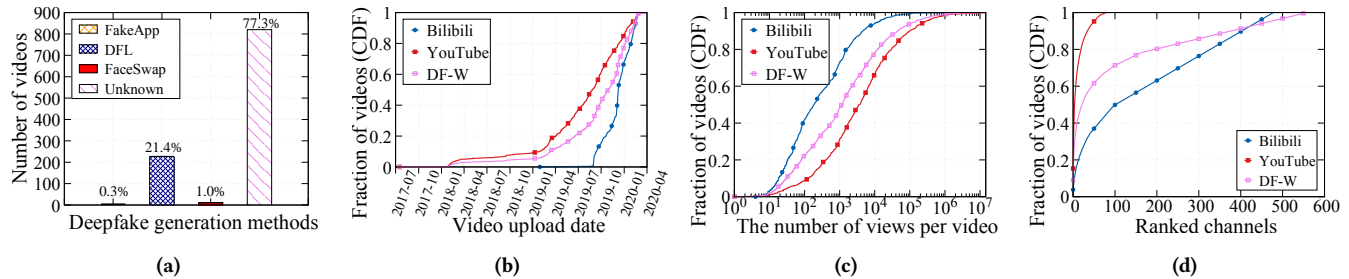 Number of videos
900
800
700
600
500
400
300
200
100
0
FakeApp
DFL
FaceSwap
Unknown
0.3%
21.4%
1.0%
77.3%
Deepfake generation methods
(a)
Fraction of videos (CDF)
1
0.8
0.6
0.4
0.2
0
Bilibili
YouTube
DF-W
2017-07
2017-10
2018-01
2018-04
2018-07
2018-10
2019-01
2019-04
2019-07
2019-10
2020-01
2020-04
Video upload date
(b)
Fraction of videos (CDF)
1
0.8
0.6
0.4
0.2
0
Bilibili
YouTube
DF-W
10^0 10^1 10^2 10^3 10^4 10^5 10^6 10^7
The number of views per video
(c)
Fraction of videos (CDF)
1
0.8
0.6
0.4
0.2
0
Bilibili
YouTube
DF-W
0 100 200 300 400 500 600
Ranked channels
(d)